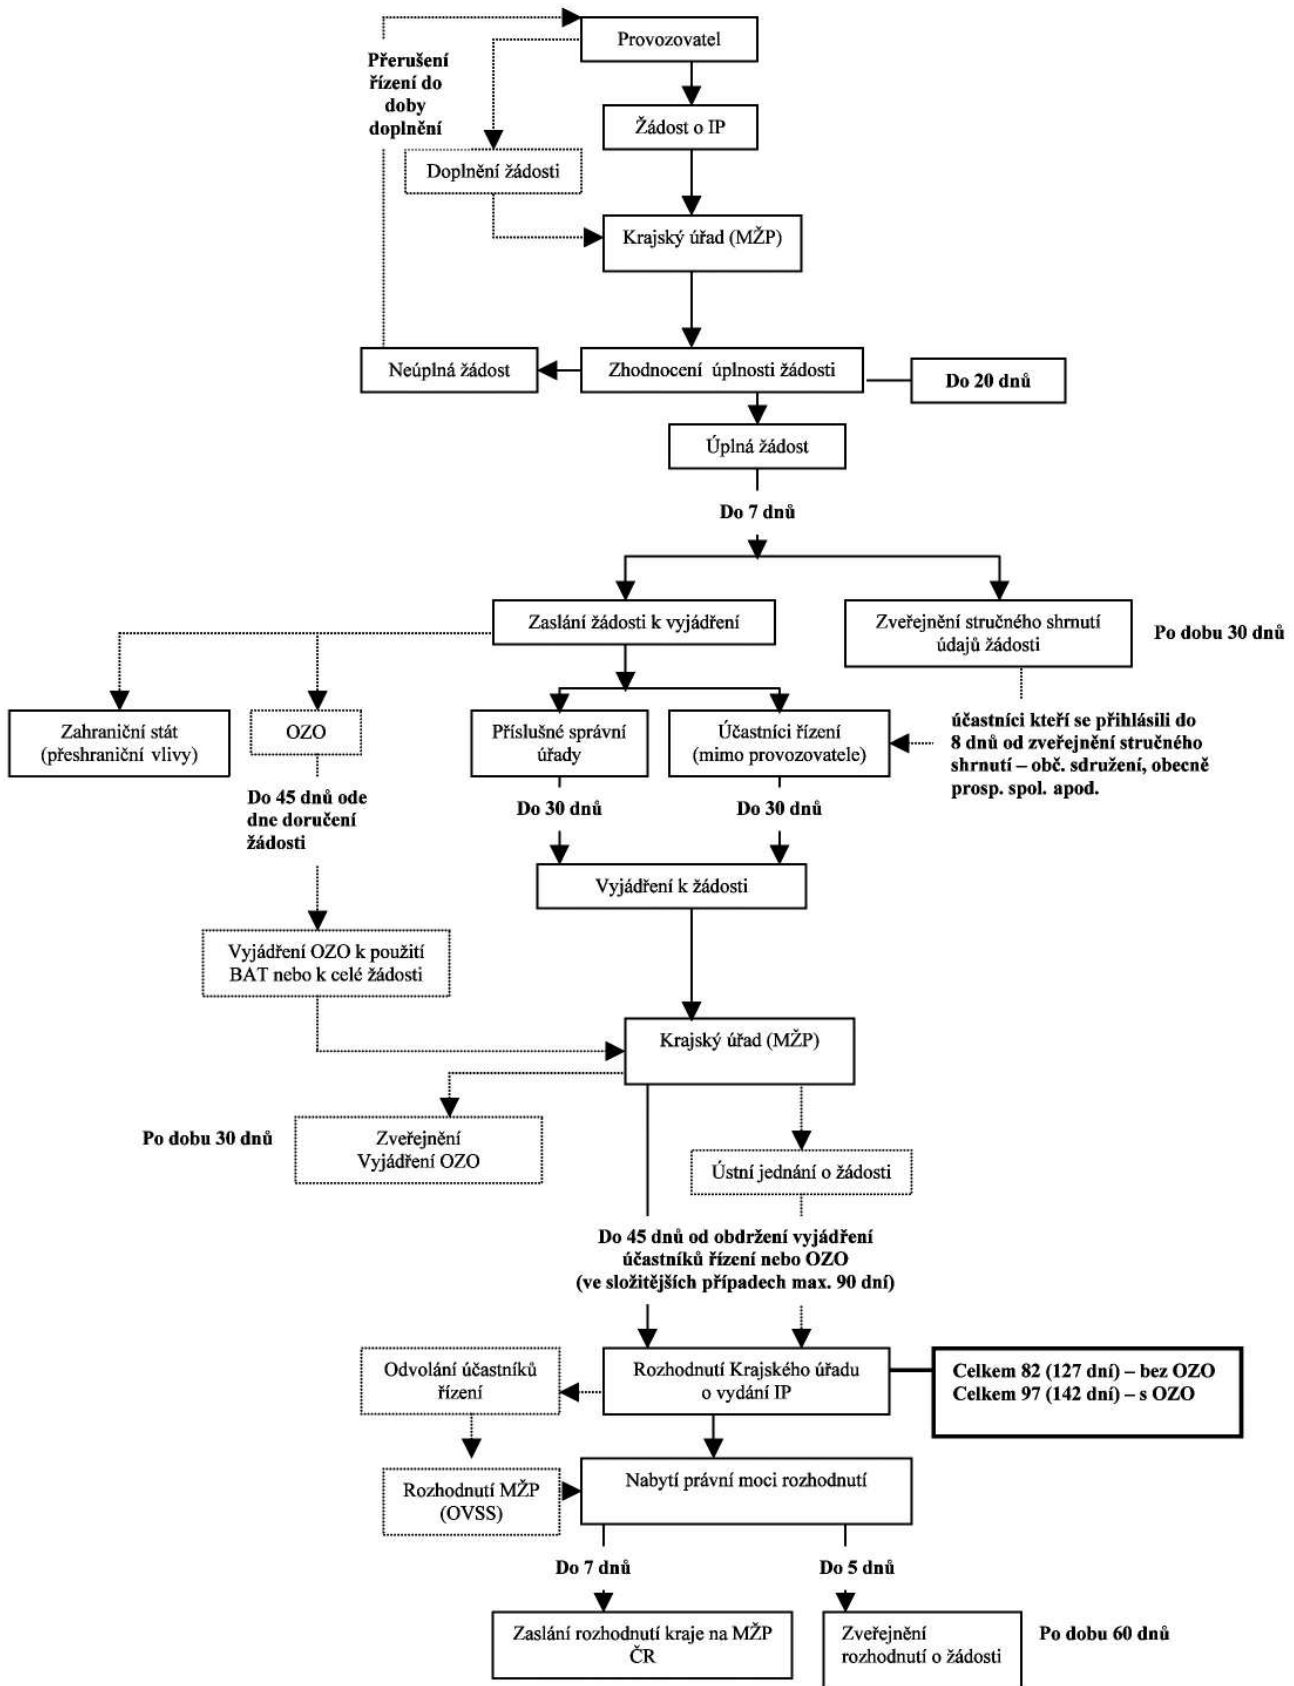 Provozovatel
Přerušení
řízení do
doby
doplnění
Žádost o IP
Doplnění žádosti
Krajský úřad (MŽP)
Neúplná žádost
Zhodnocení úplnosti žádosti
Do 20 dnů
Úplná žádost
Do 7 dnů
Zaslání žádosti k vyjádření
Zveřejnění stručného shrnutí
údajů žádosti
Po dobu 30 dnů
Zahraniční stát
(přeshraniční vlivy)
OZO
Příslušné správní
úřady
Účastníci řízení
(mimo provozovatele)
účastníci kteří se přihlásili do
8 dnů od zveřejnění stručného
shrnutí – obč. sdružení, obecně
prosp. spol. apod.
Do 45 dnů ode
dne doručení
žádosti
Do 30 dnů
Do 30 dnů
Vyjádření k žádosti
Vyjádření OZO k použití
BAT nebo k celé žádosti
Krajský úřad (MŽP)
Po dobu 30 dnů
Zveřejnění
Vyjádření OZO
Ústní jednání o žádosti
Do 45 dnů od obdržení vyjádření
účastníků řízení nebo OZO
(ve složitějších případech max. 90 dní)
Odvolání účastníků
řízení
Rozhodnutí Krajského úřadu
o vydání IP
Celkem 82 (127 dní) – bez OZO
Celkem 97 (142 dní) – s OZO
Rozhodnutí MŽP
(OVSS)
Nabytí právní moci rozhodnutí
Do 7 dnů
Do 5 dnů
Zaslání rozhodnutí kraje na MŽP
ČR
Zveřejnění
rozhodnutí o žádosti
Po dobu 60 dnů